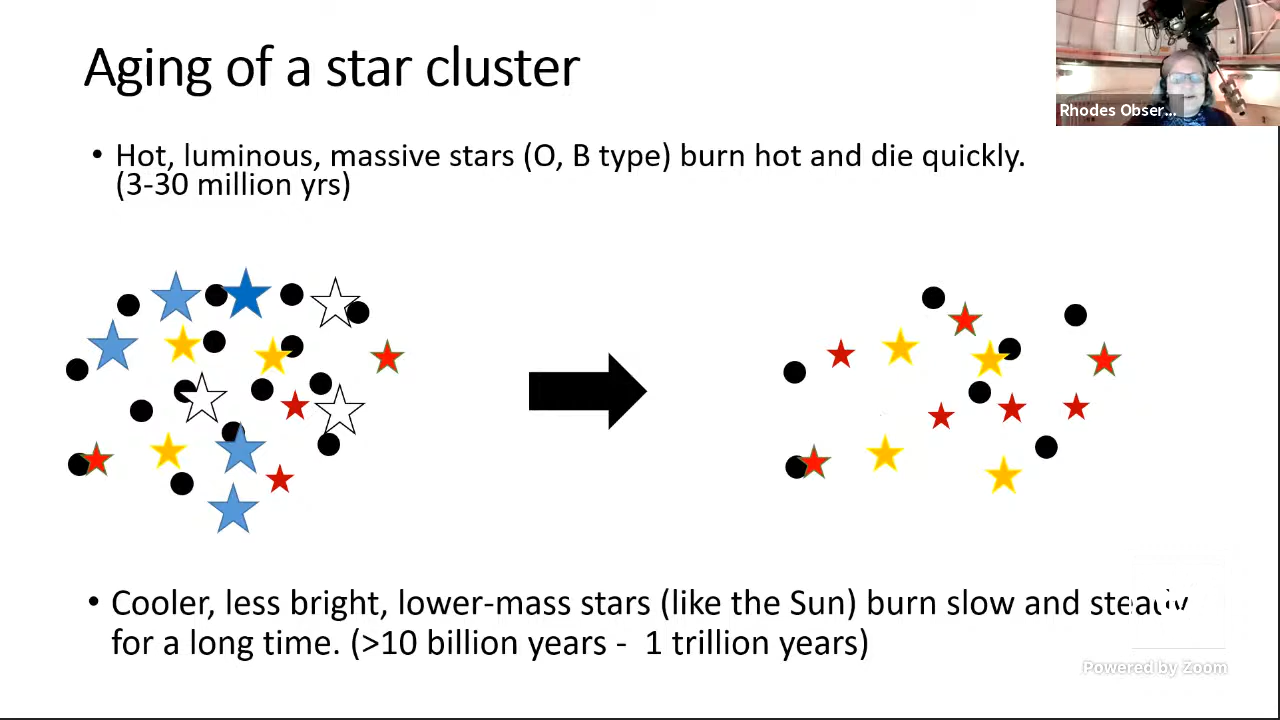 Aging of a star cluster
Rhodes Obser...
• Hot, luminous, massive stars (O, B type) burn hot and die quickly.
(3-30 million yrs)
• Cooler, less bright, lower-mass stars (like the Sun) burn slow and steady
for a long time. (>10 billion years - 1 trillion years)
Powered by Zoom